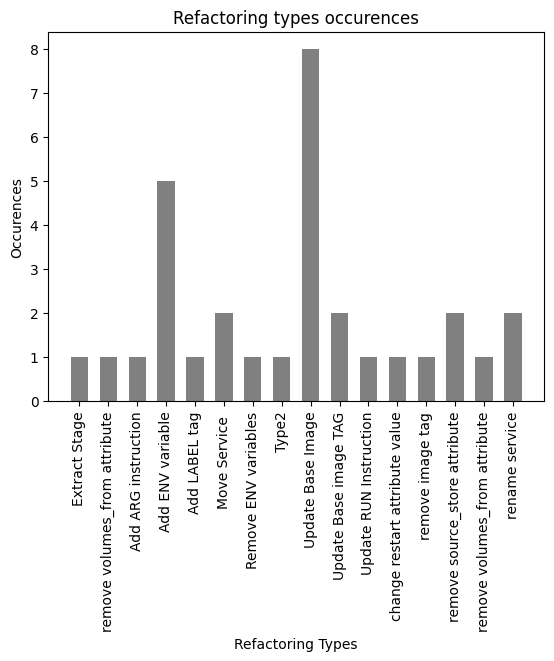 Refactoring types occurences
8
7
6
5
4
3
2
1
0
Occurences
Extract Stage
remove volumes_from attribute
Add ARG instruction
Add ENV variable
Add LABEL tag
Move Service
Remove ENV variables
Type2
Update Base Image
Update Base image TAG
Update RUN Instruction
change restart attribute value
remove image tag
remove source_store attribute
remove volumes_from attribute
rename service
Refactoring Types